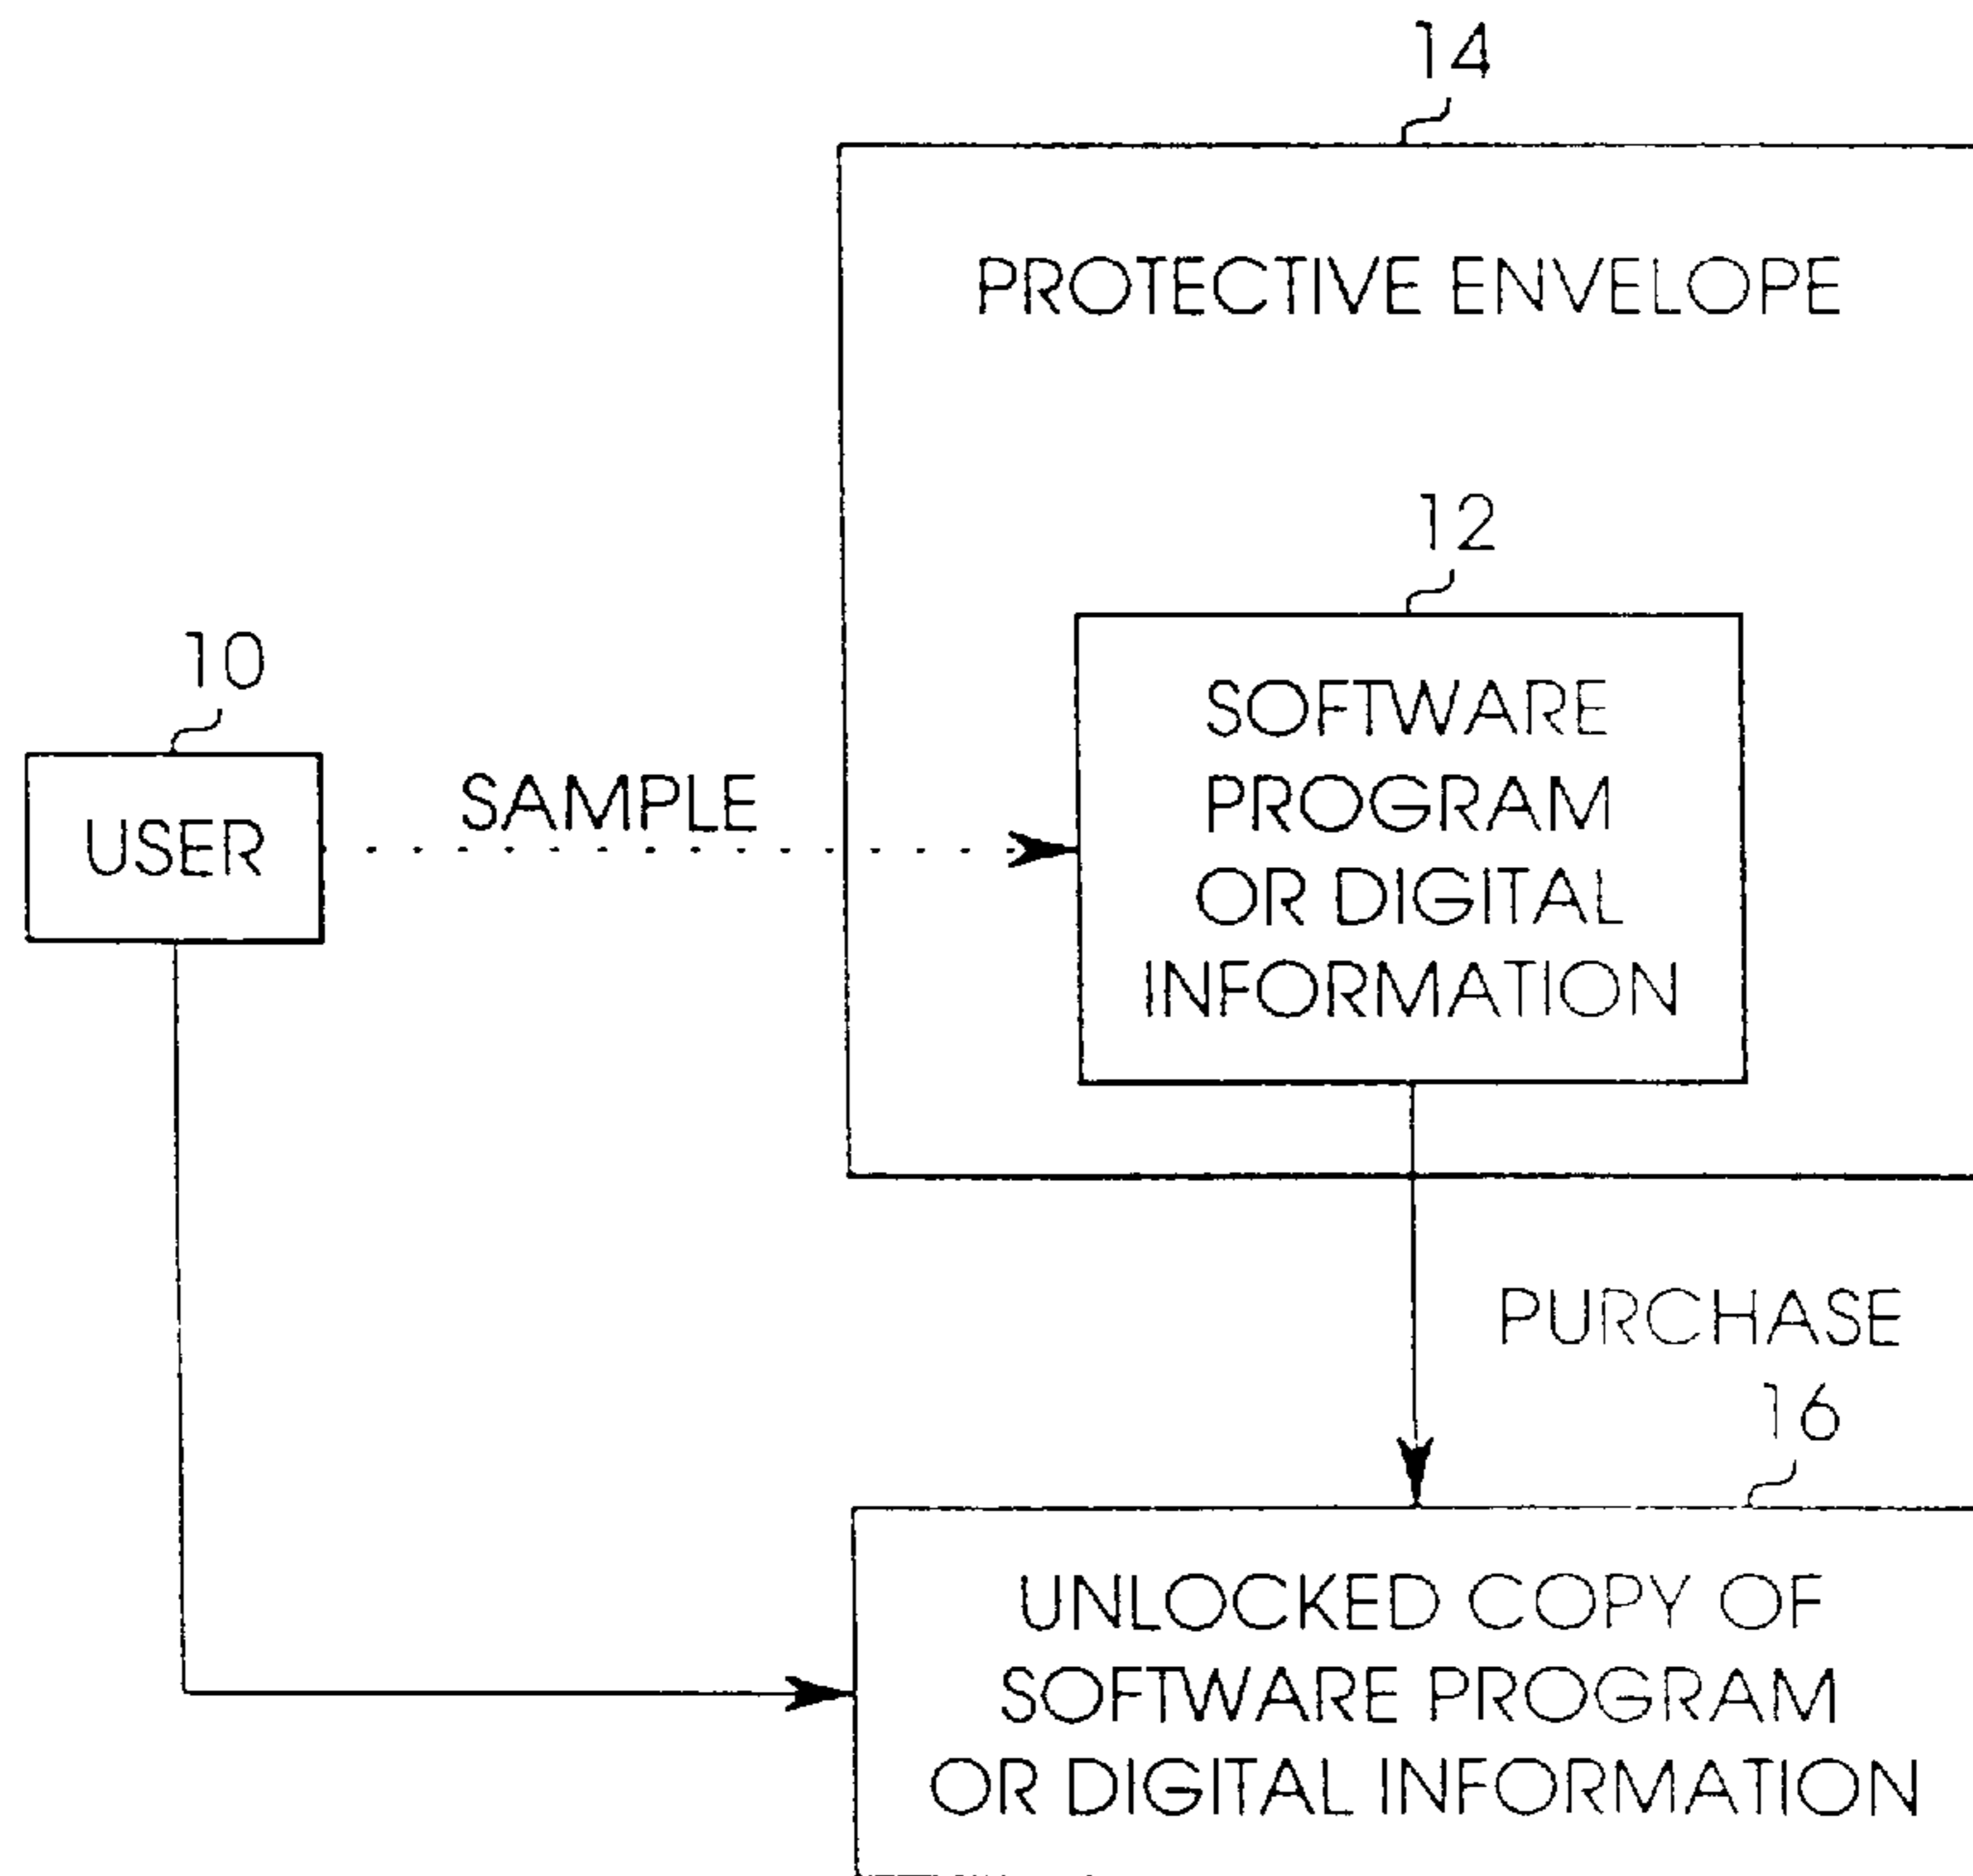 14
PROTECTIVE ENVELOPE
12
SOFTWARE
PROGRAM
OR DIGITAL
INFORMATION
10
USER
SAMPLE
PURCHASE
16
UNLOCKED COPY OF
SOFTWARE PROGRAM
OR DIGITAL INFORMATION